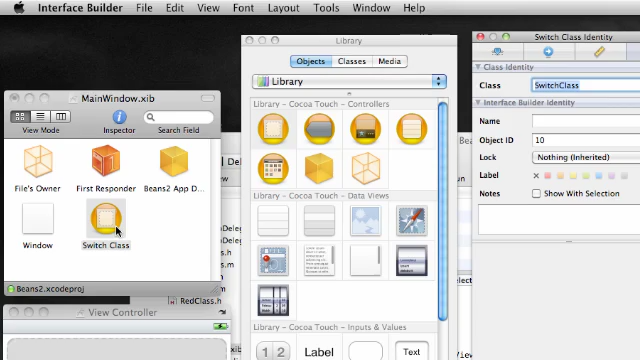 Interface Builder File Edit View Font Layout Tools Window Help
MainWindow.xib
View Mode Inspector Search Field
File's Owner First Responder Beans2 App D...
Window Switch Class
Beans2.xcodeproj
RedClass.h
View Controller
Library
Objects Classes Media
Library
Library – Cocoa Touch – Controllers
Library – Cocoa Touch – Data Views
Library – Cocoa Touch – Inputs & Values
1 2 Label Text
Switch Class Identity
Class Identity
Class SwitchClass
Interface Builder Identity
Name
Object ID 10
Lock Nothing (Inherited)
Label
Notes Show With Selection